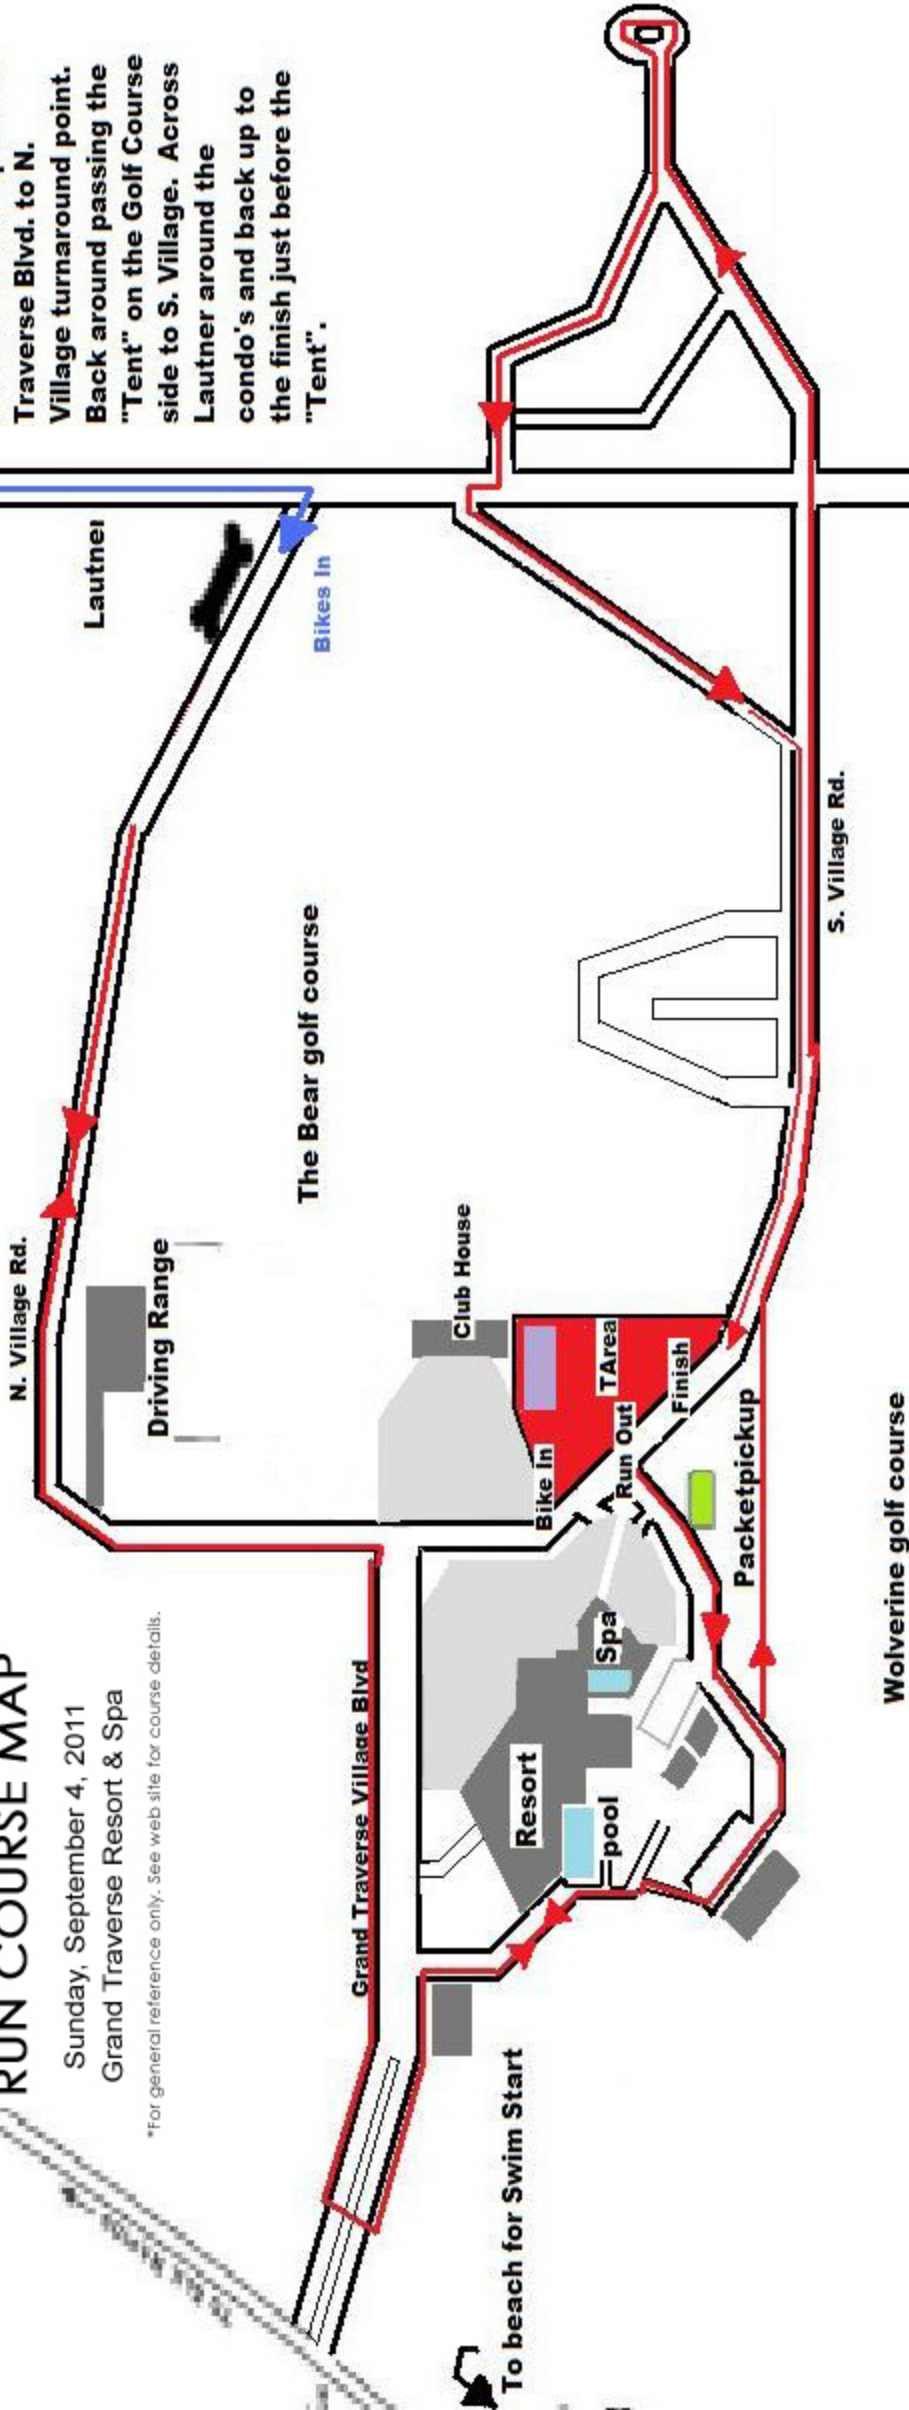 RUN COURSE MAP
Sunday, September 4, 2011
Grand Traverse Resort & Spa
*For general reference only. See web site for course details.
Traverse Blvd. to N.
Village turnaround point.
Back around passing the
"Tent" on the Golf Course
side to S. Village. Across
Lautner around the
condo's and back up to
the finish just before the
"Tent".
N. Village Rd.
Lautner
Bikes In
Driving Range
The Bear golf course
Grand Traverse Village Blvd
Club House
TArea
Finish
Bike In
Run Out
Spa
Resort
pool
Packetpickup
S. Village Rd.
To beach for Swim Start
Wolverine golf course